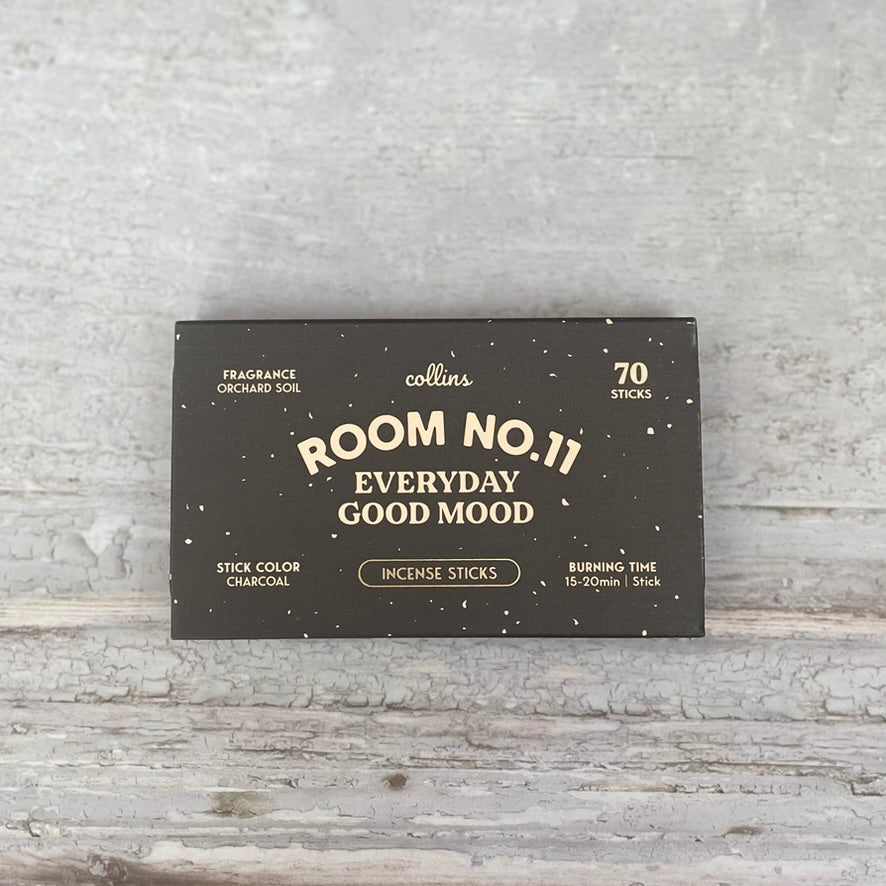 FRAGRANCE
ORCHARD SOIL
collins
70
STICKS
ROOM NO.11
EVERYDAY
GOOD MOOD
STICK COLOR
CHARCOAL
INCENSE STICKS
BURNING TIME
15-20min | Stick